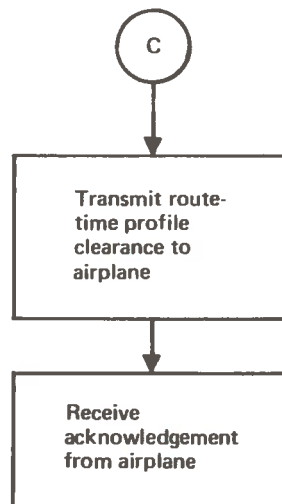 C
Transmit route-
time profile
clearance to
airplane
Receive
acknowledgement
from airplane